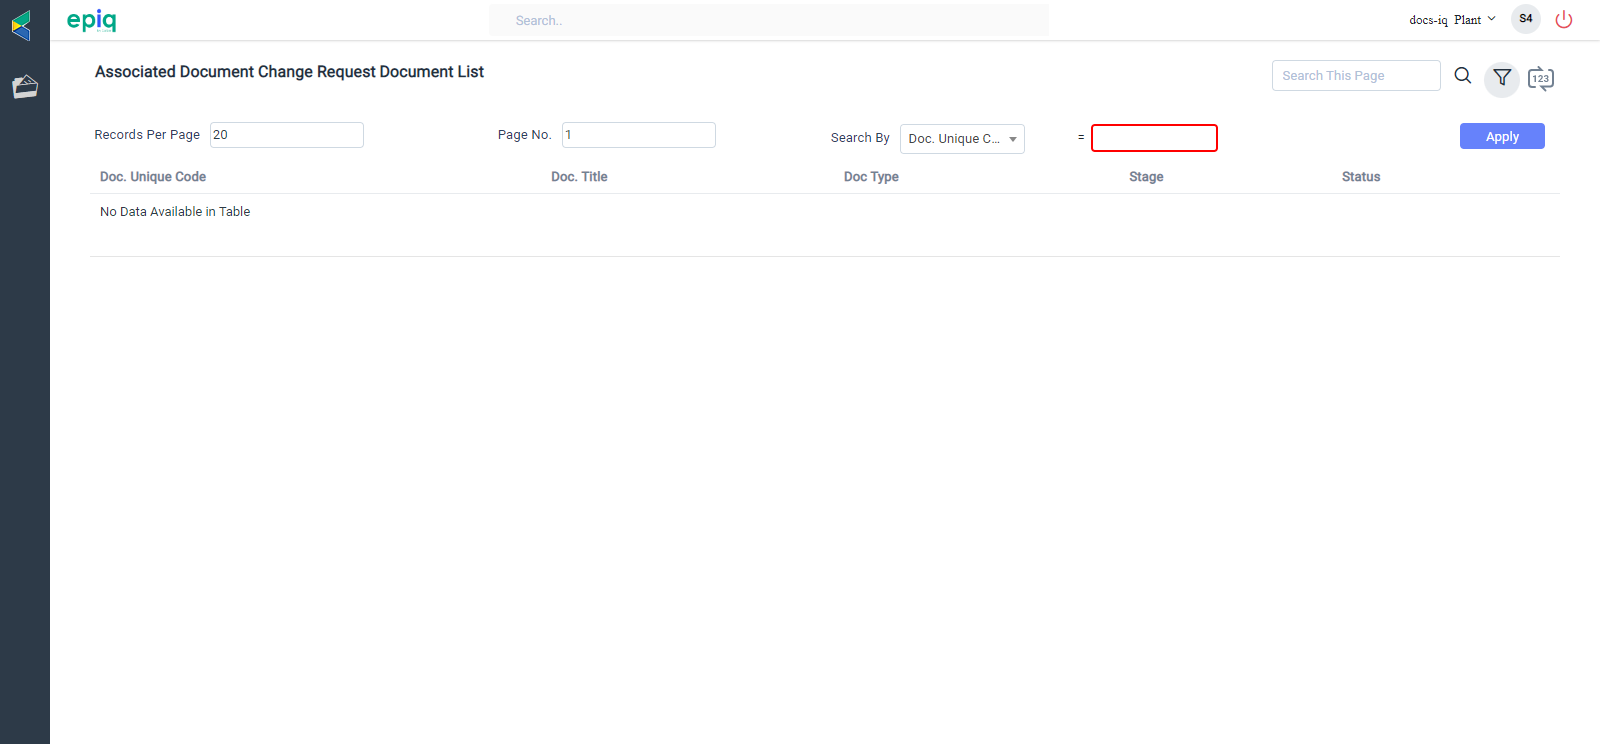 epiq
Search..
docs-iq Plant
S4
Associated Document Change Request Document List
Search This Page
123
Records Per Page 20
Page No. 1
Search By Doc. Unique C... =
Apply
Doc. Unique Code Doc. Title Doc Type Stage Status
No Data Available in Table